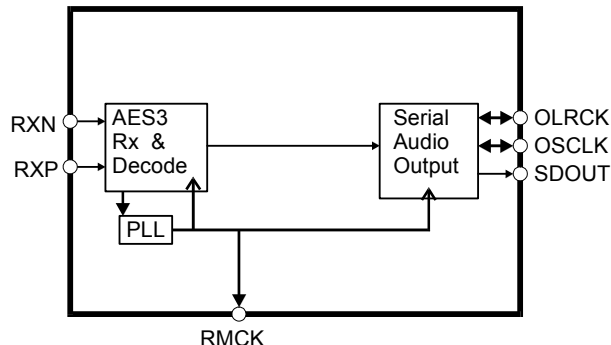 RXN
RXP
AES3
Rx &
Decode
PLL
Serial
Audio
Output
OLRCK
OSCLK
SDOUT
RMCK